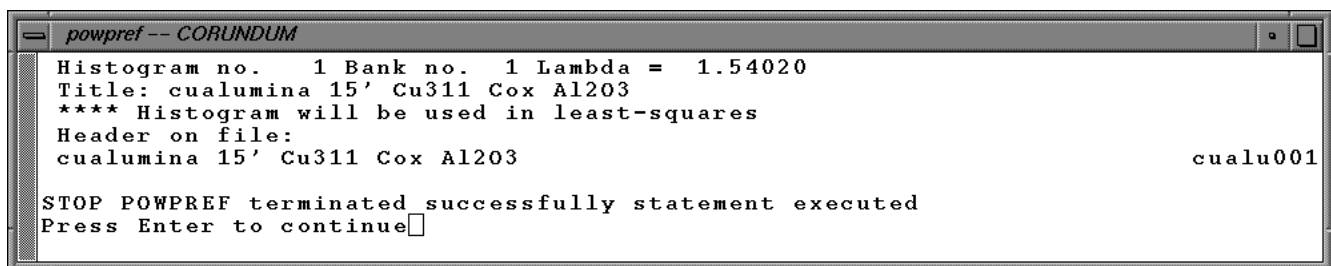 powpref -- CORUNDUM
Histogram no.   1 Bank no.  1 Lambda =  1.54020
Title: cualumina 15' Cu311 Cox Al2O3
**** Histogram will be used in least-squares
Header on file:
cualumina 15' Cu311 Cox Al2O3 cualu001
STOP POWPREF terminated successfully statement executed
Press Enter to continue